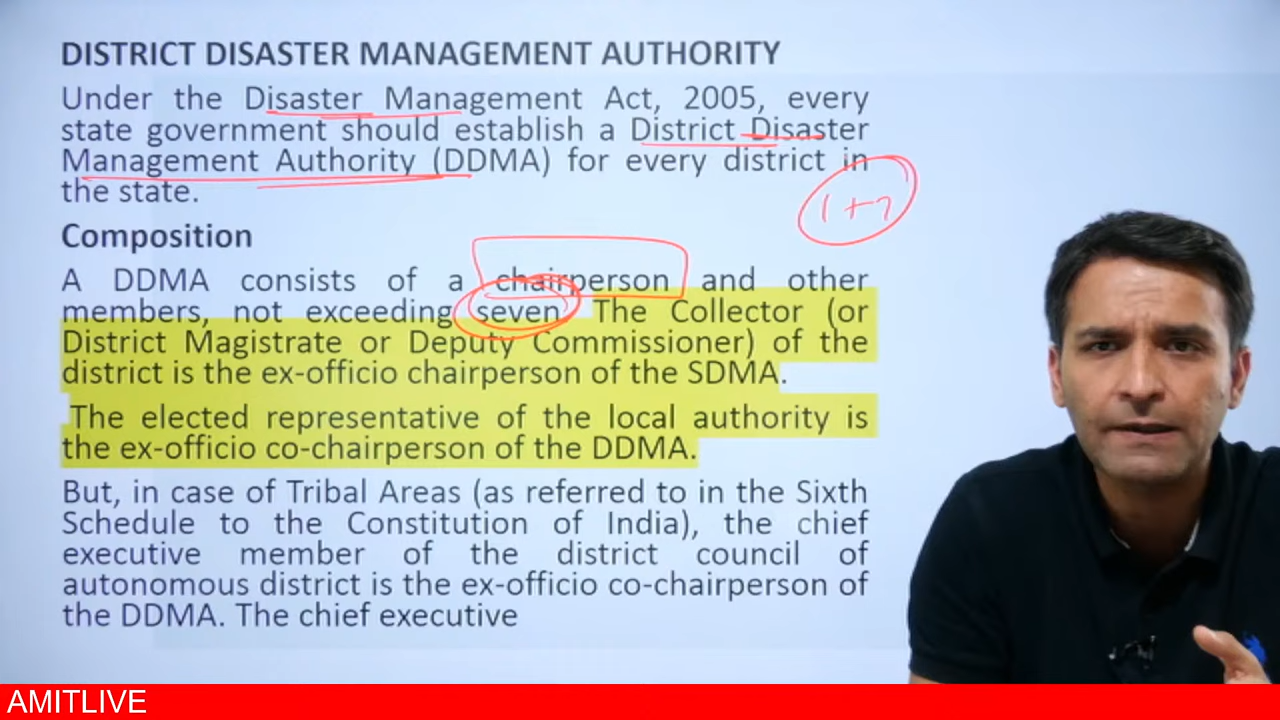 DISTRICT DISASTER MANAGEMENT AUTHORITY
Under the Disaster Management Act, 2005, every
state government should establish a District Disaster
Management Authority (DDMA) for every district in
the state.
1+7
Composition
A DDMA consists of a chairperson and other
members, not exceeding seven The Collector (or
District Magistrate or Deputy Commissioner) of the
district is the ex-officio chairperson of the SDMA.
The elected representative of the local authority is
the ex-officio co-chairperson of the DDMA.
But, in case of Tribal Areas (as referred to in the Sixth
Schedule to the Constitution of India), the chief
executive member of the district council of
autonomous district is the ex-officio co-chairperson of
the DDMA. The chief executive
AMITLIVE